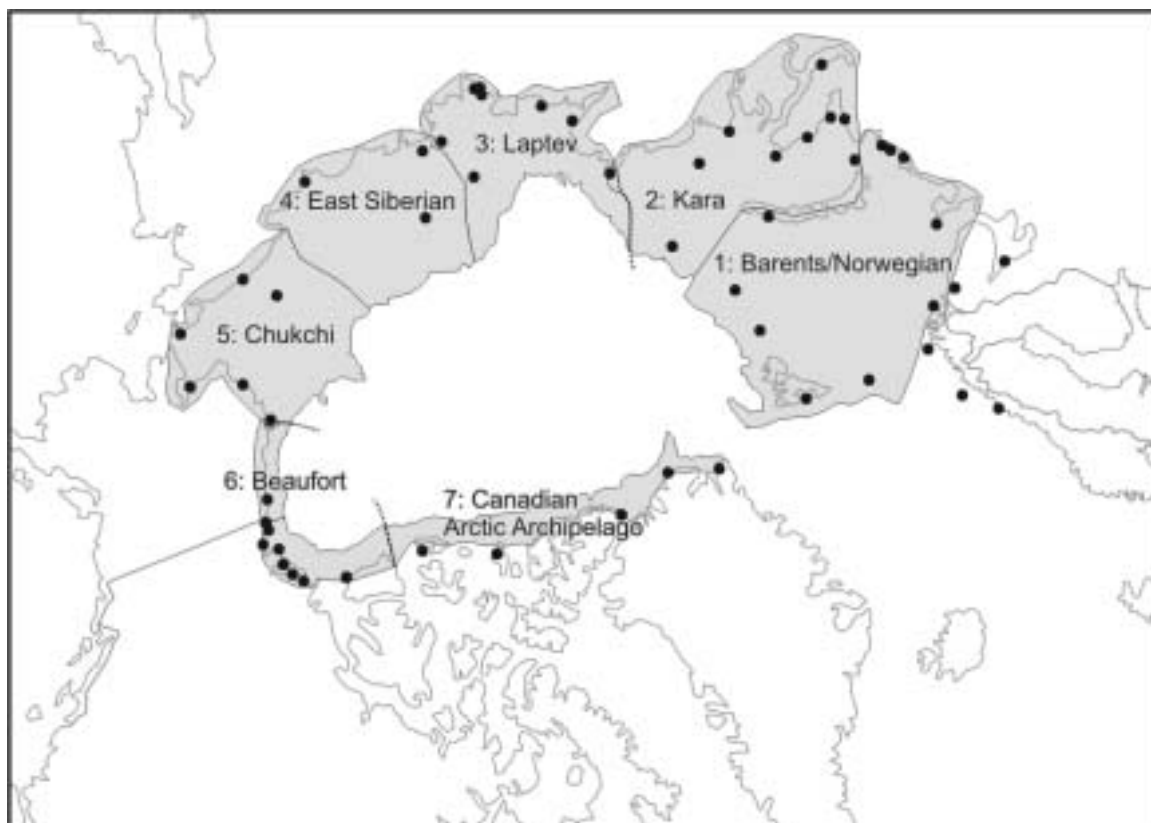 3: Laptev
4: East Siberian
2: Kara
1: Barents/Norwegian
5: Chukchi
6: Beaufort
7: Canadian
Arctic Archipelago